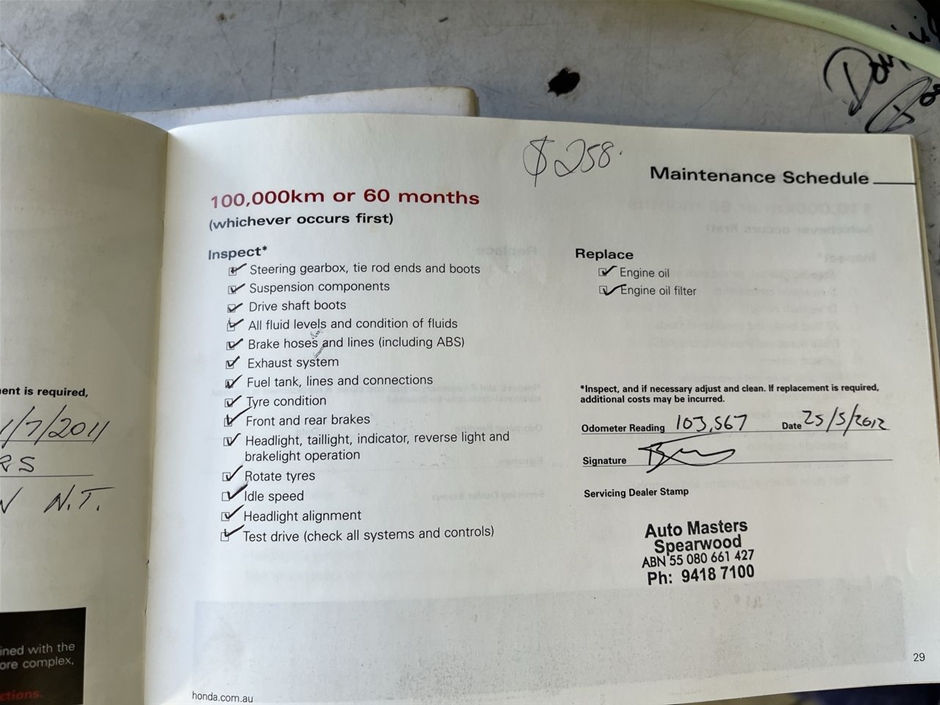 $258.
Maintenance Schedule
100,000km or 60 months
(whichever occurs first)
Inspect*
Steering gearbox, tie rod ends and boots
Suspension components
Drive shaft boots
All fluid levels and condition of fluids
Brake hoses and lines (including ABS)
Exhaust system
Fuel tank, lines and connections
Tyre condition
Front and rear brakes
Headlight, taillight, indicator, reverse light and
brakelight operation
Rotate tyres
Idle speed
Headlight alignment
Test drive (check all systems and controls)
Replace
Engine oil
Engine oil filter
*Inspect, and if necessary adjust and clean. If replacement is required,
additional costs may be incurred.
Odometer Reading 103,567 Date 25/5/2012
Signature
Servicing Dealer Stamp
Auto Masters
Spearwood
ABN 55 080 661 427
Ph: 9418 7100
29
honda.com.au
ent is required,
1/7/2011
RS
N.T.
ined with the
ore complex,
ctions.